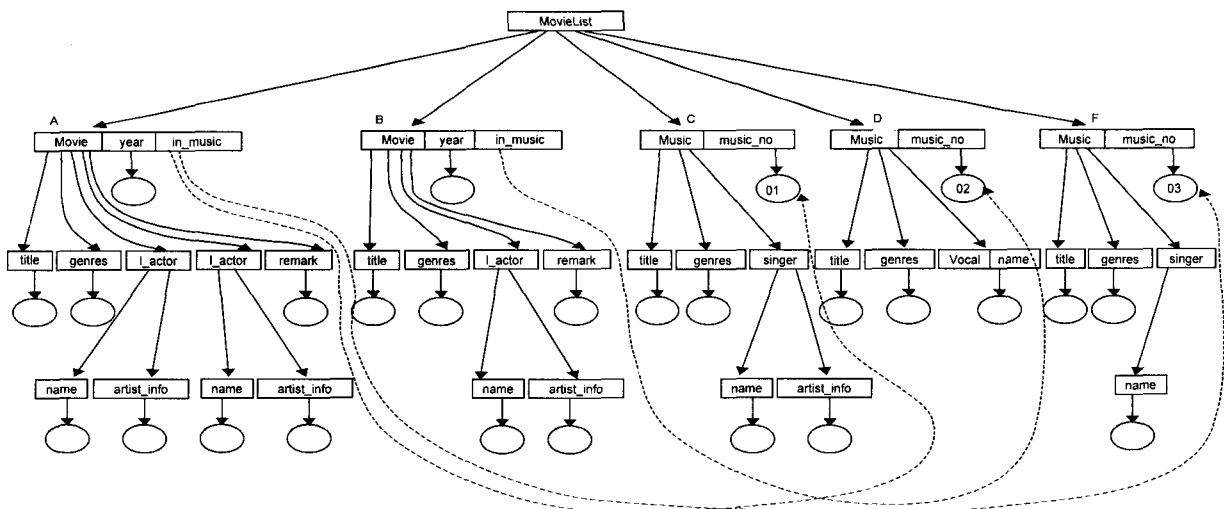 MovieList
A B C D F
Movie year in_music Movie year in_music Music music_no Music music_no Music music_no
01 02 03
title genres l_actor l_actor remark title genres l_actor remark title genres singer title genres Vocal name title genres singer
name artist_info name artist_info name artist_info name artist_info name